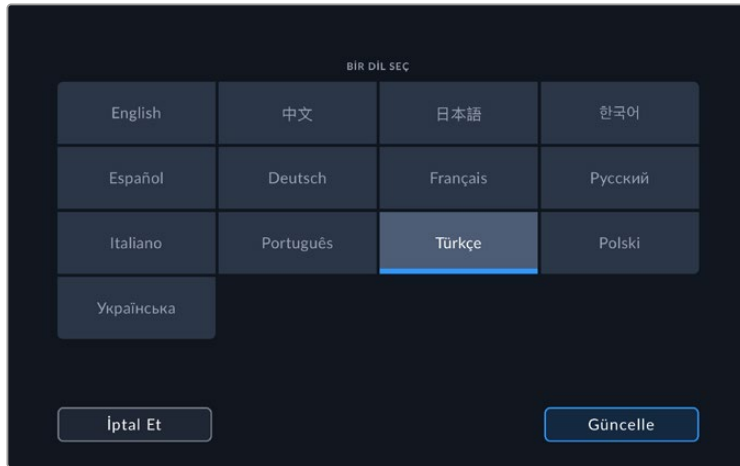 BİR DİL SEÇ
English
中文
日本語
한국어
Español
Deutsch
Français
Русский
Italiano
Português
Türkçe
Polski
Українська
İptal Et
Güncelle